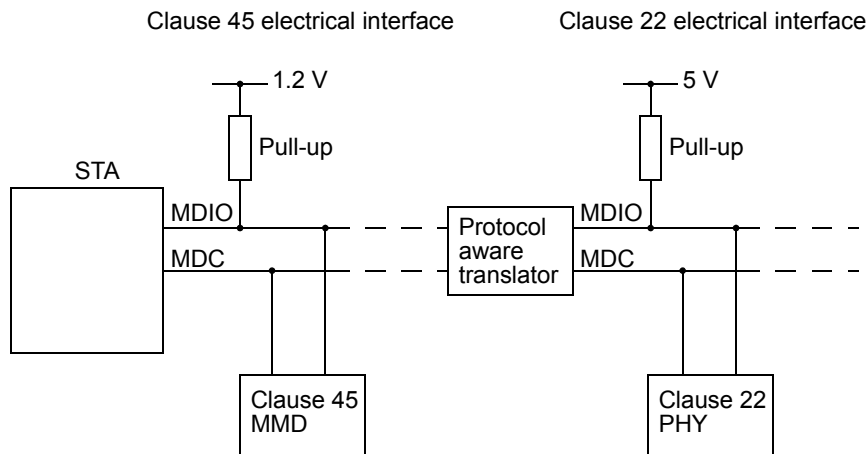 Clause 45 electrical interface
Clause 22 electrical interface
1.2 V
5 V
Pull-up
Pull-up
STA
MDIO
MDC
Protocol
aware
translator
MDIO
MDC
Clause 45
MMD
Clause 22
PHY